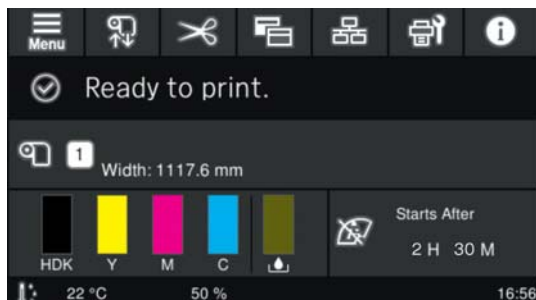 Menu
Ready to print.
1
Width: 1117.6 mm
HDK Y M C
Starts After
2 H 30 M
22 °C 50 % 16:56